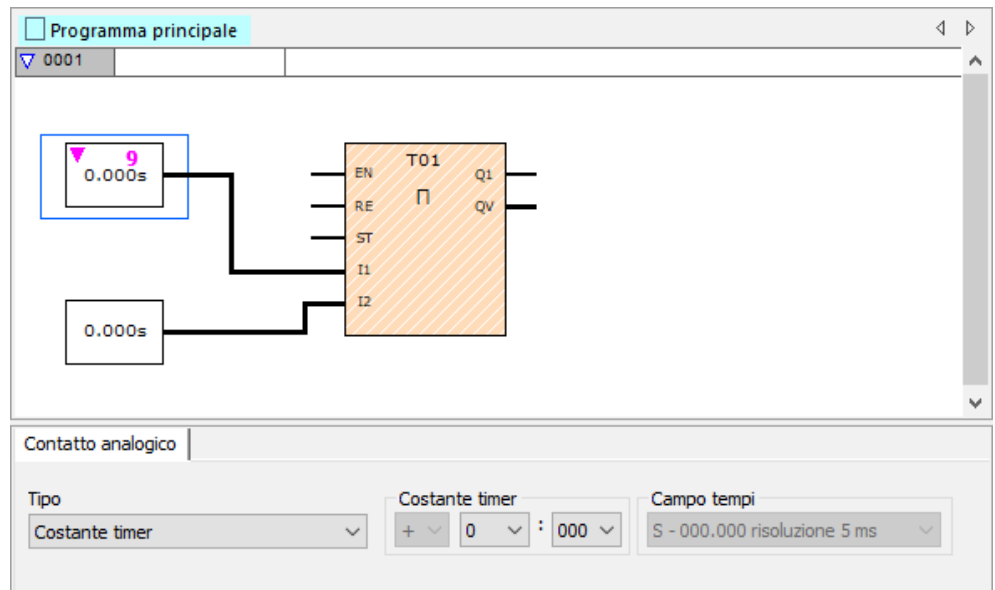 Programma principale
0001
9
0.000s
T01
EN
Q1
RE
QV
ST
I1
I2
0.000s
Contatto analogico
Tipo
Costante timer
Campo tempi
Costante timer
+ 0 : 000
S - 000.000 risoluzione 5 ms